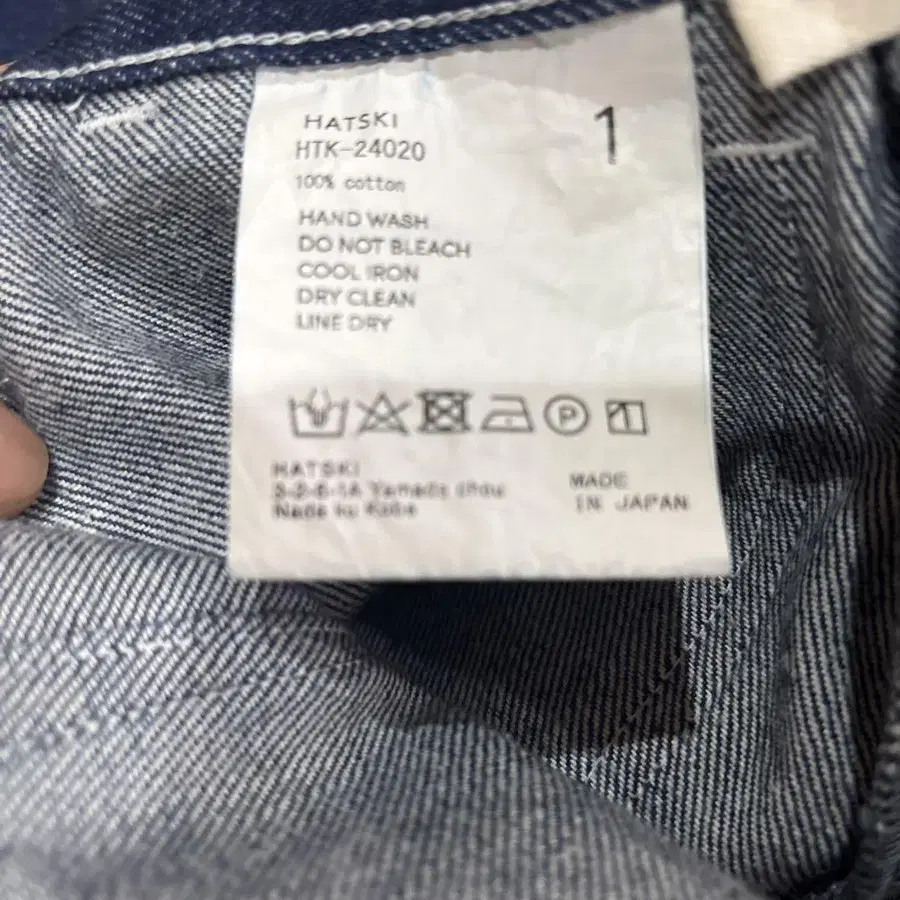 HATSKI
HTK-24020
1
100% cotton
HAND WASH
DO NOT BLEACH
COOL IRON
DRY CLEAN
LINE DRY
P
HATSKI
MADE
IN JAPAN